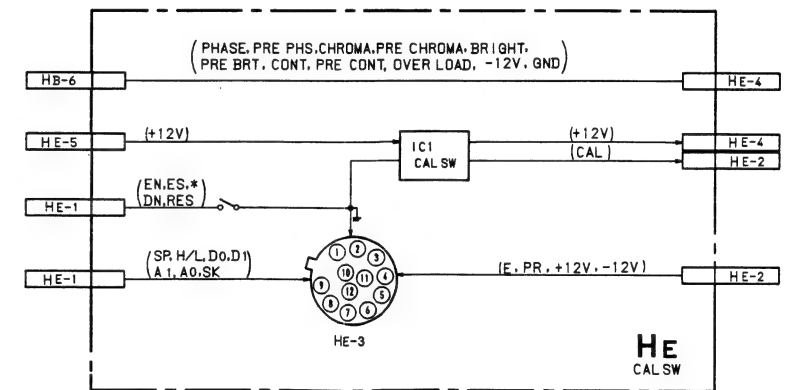 (PHASE, PRE PHS.CHROMA.PRE CHROMA, BRIGHT,
PRE BRT. CONT, PRE CONT, OVER LOAD, -12V, GND)
HB-6
HE-4
HE-5
(+12V)
IC1
CAL SW
(+12V)
HE-4
(CAL)
HE-2
HE-1
(EN,ES,*
DN,RES)
(SP, H/L, D0, D1
A1, A0, SK)
HE-1
1
2
3
10
11
4
9
12
5
8
7
6
(E, PR, +12V, -12V)
HE-2
HE-3
HE
CAL SW